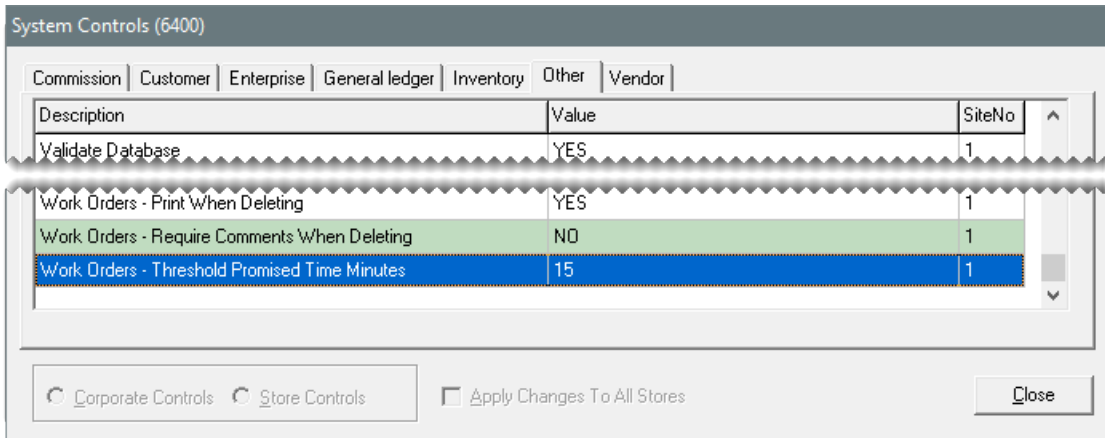 System Controls (6400)
Commission Customer Enterprise General ledger Inventory Other Vendor
Description Value SiteNo
Validate Database YES 1
Work Orders - Print When Deleting YES 1
Work Orders - Require Comments When Deleting NO 1
Work Orders - Threshold Promised Time Minutes 15 1
Corporate Controls Store Controls Apply Changes To All Stores Close